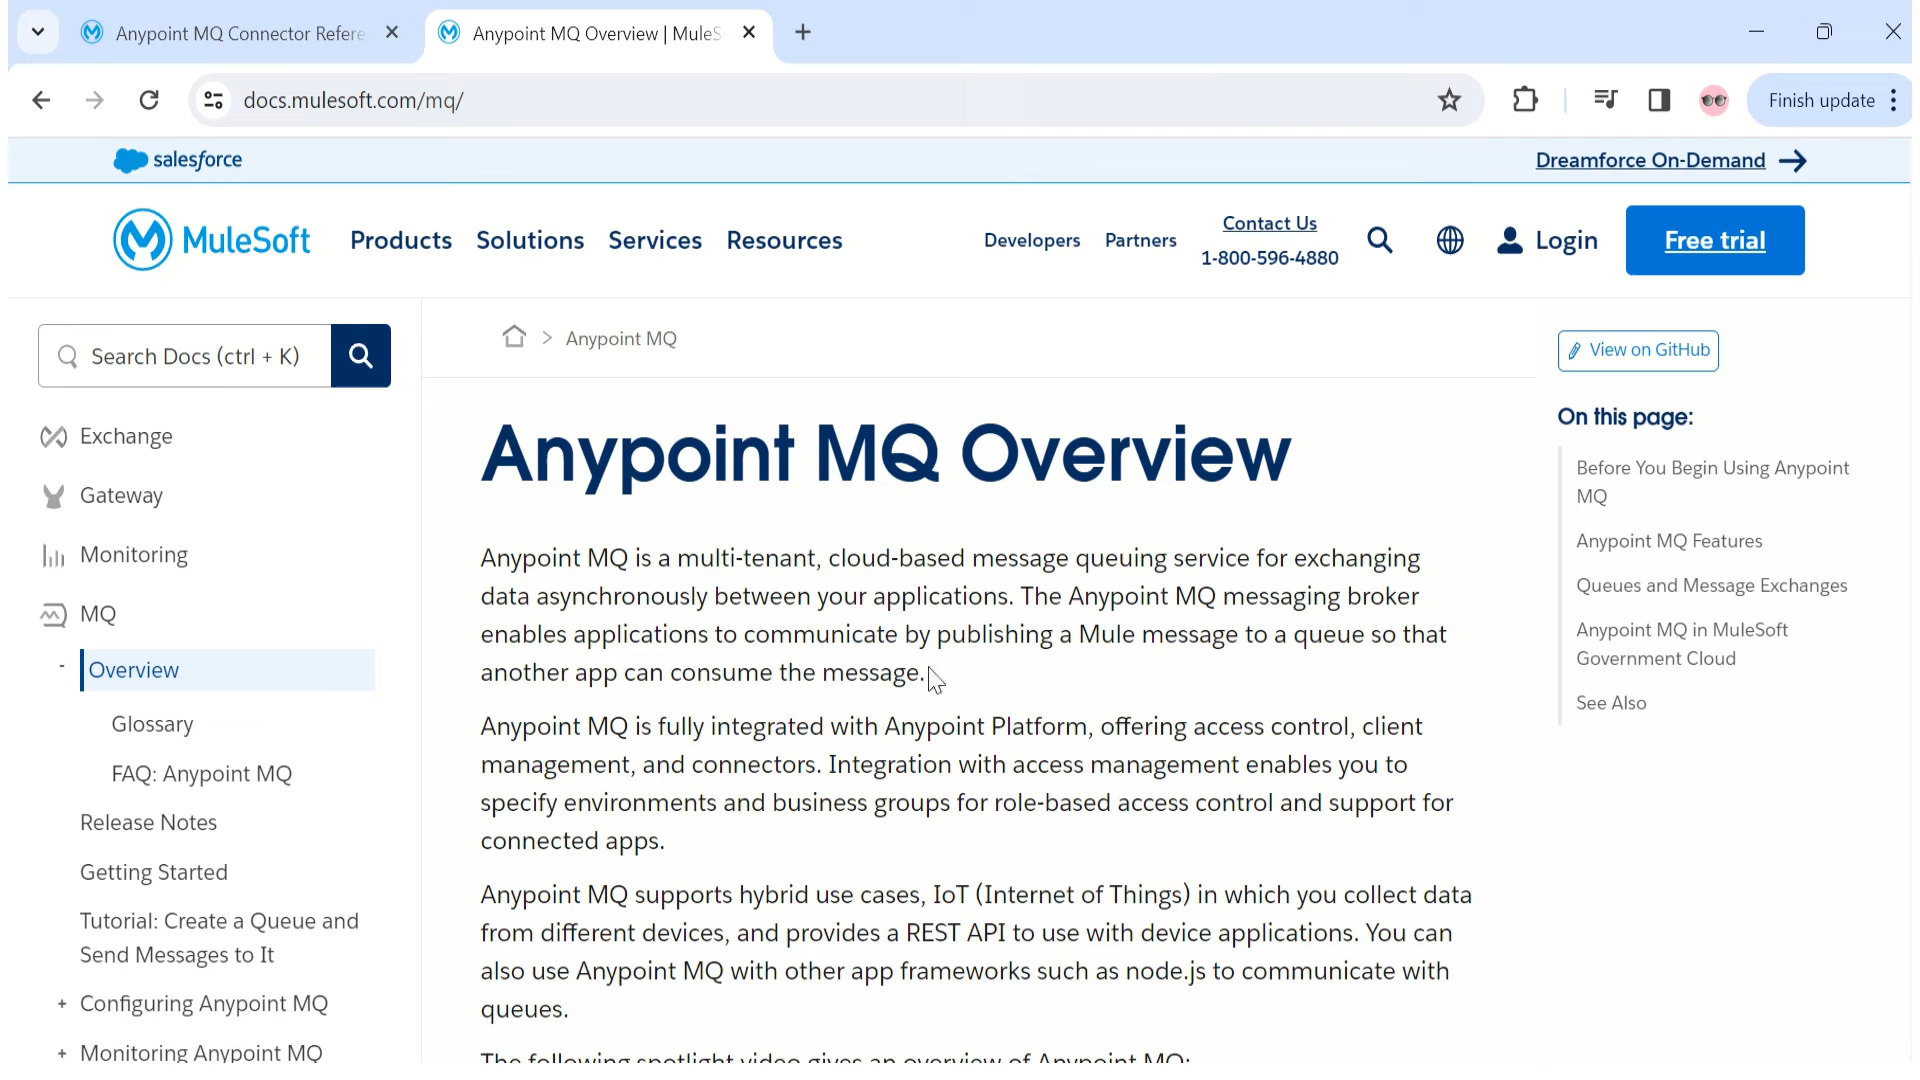 Anypoint MQ Connector Refere
Anypoint MQ Overview | MuleS
docs.mulesoft.com/mq/
Finish update
salesforce
Dreamforce On-Demand
MuleSoft
Products
Solutions
Services
Resources
Developers
Partners
Contact Us
1-800-596-4880
Login
Free trial
Search Docs (ctrl + K)
Exchange
Gateway
Monitoring
MQ
- Overview
Glossary
FAQ: Anypoint MQ
Release Notes
Getting Started
Tutorial: Create a Queue and
Send Messages to It
+ Configuring Anypoint MQ
+ Monitoring Anypoint MQ
> Anypoint MQ
Anypoint MQ Overview
Anypoint MQ is a multi-tenant, cloud-based message queuing service for exchanging
data asynchronously between your applications. The Anypoint MQ messaging broker
enables applications to communicate by publishing a Mule message to a queue so that
another app can consume the message.
Anypoint MQ is fully integrated with Anypoint Platform, offering access control, client
management, and connectors. Integration with access management enables you to
specify environments and business groups for role-based access control and support for
connected apps.
Anypoint MQ supports hybrid use cases, IoT (Internet of Things) in which you collect data
from different devices, and provides a REST API to use with device applications. You can
also use Anypoint MQ with other app frameworks such as node.js to communicate with
queues.
The following spotlight video gives an overview of Anypoint MQ:
View on GitHub
On this page:
Before You Begin Using Anypoint
MQ
Anypoint MQ Features
Queues and Message Exchanges
Anypoint MQ in MuleSoft
Government Cloud
See Also